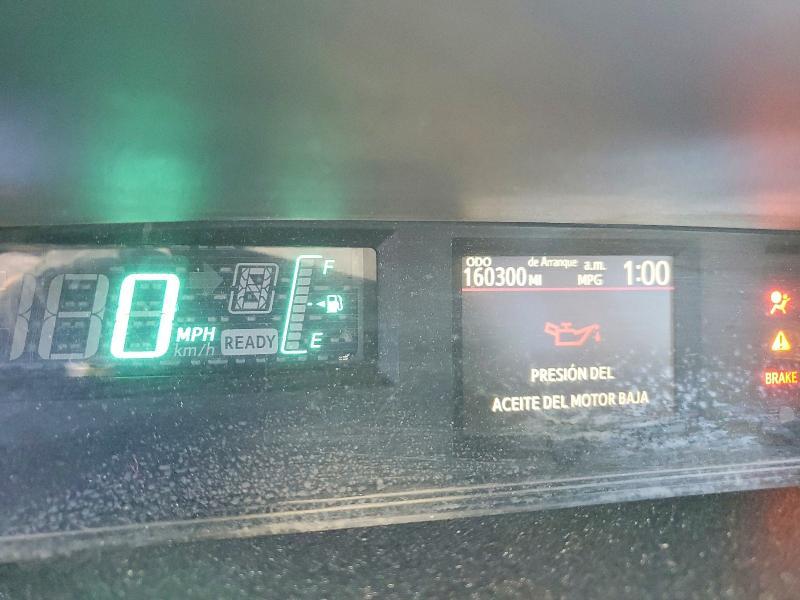 0
MPH
km/h
READY
F
E
ODO
160300 MI
de Arranque a.m.
MPG
1:00
PRESIÓN DEL
ACEITE DEL MOTOR BAJA
BRAKE